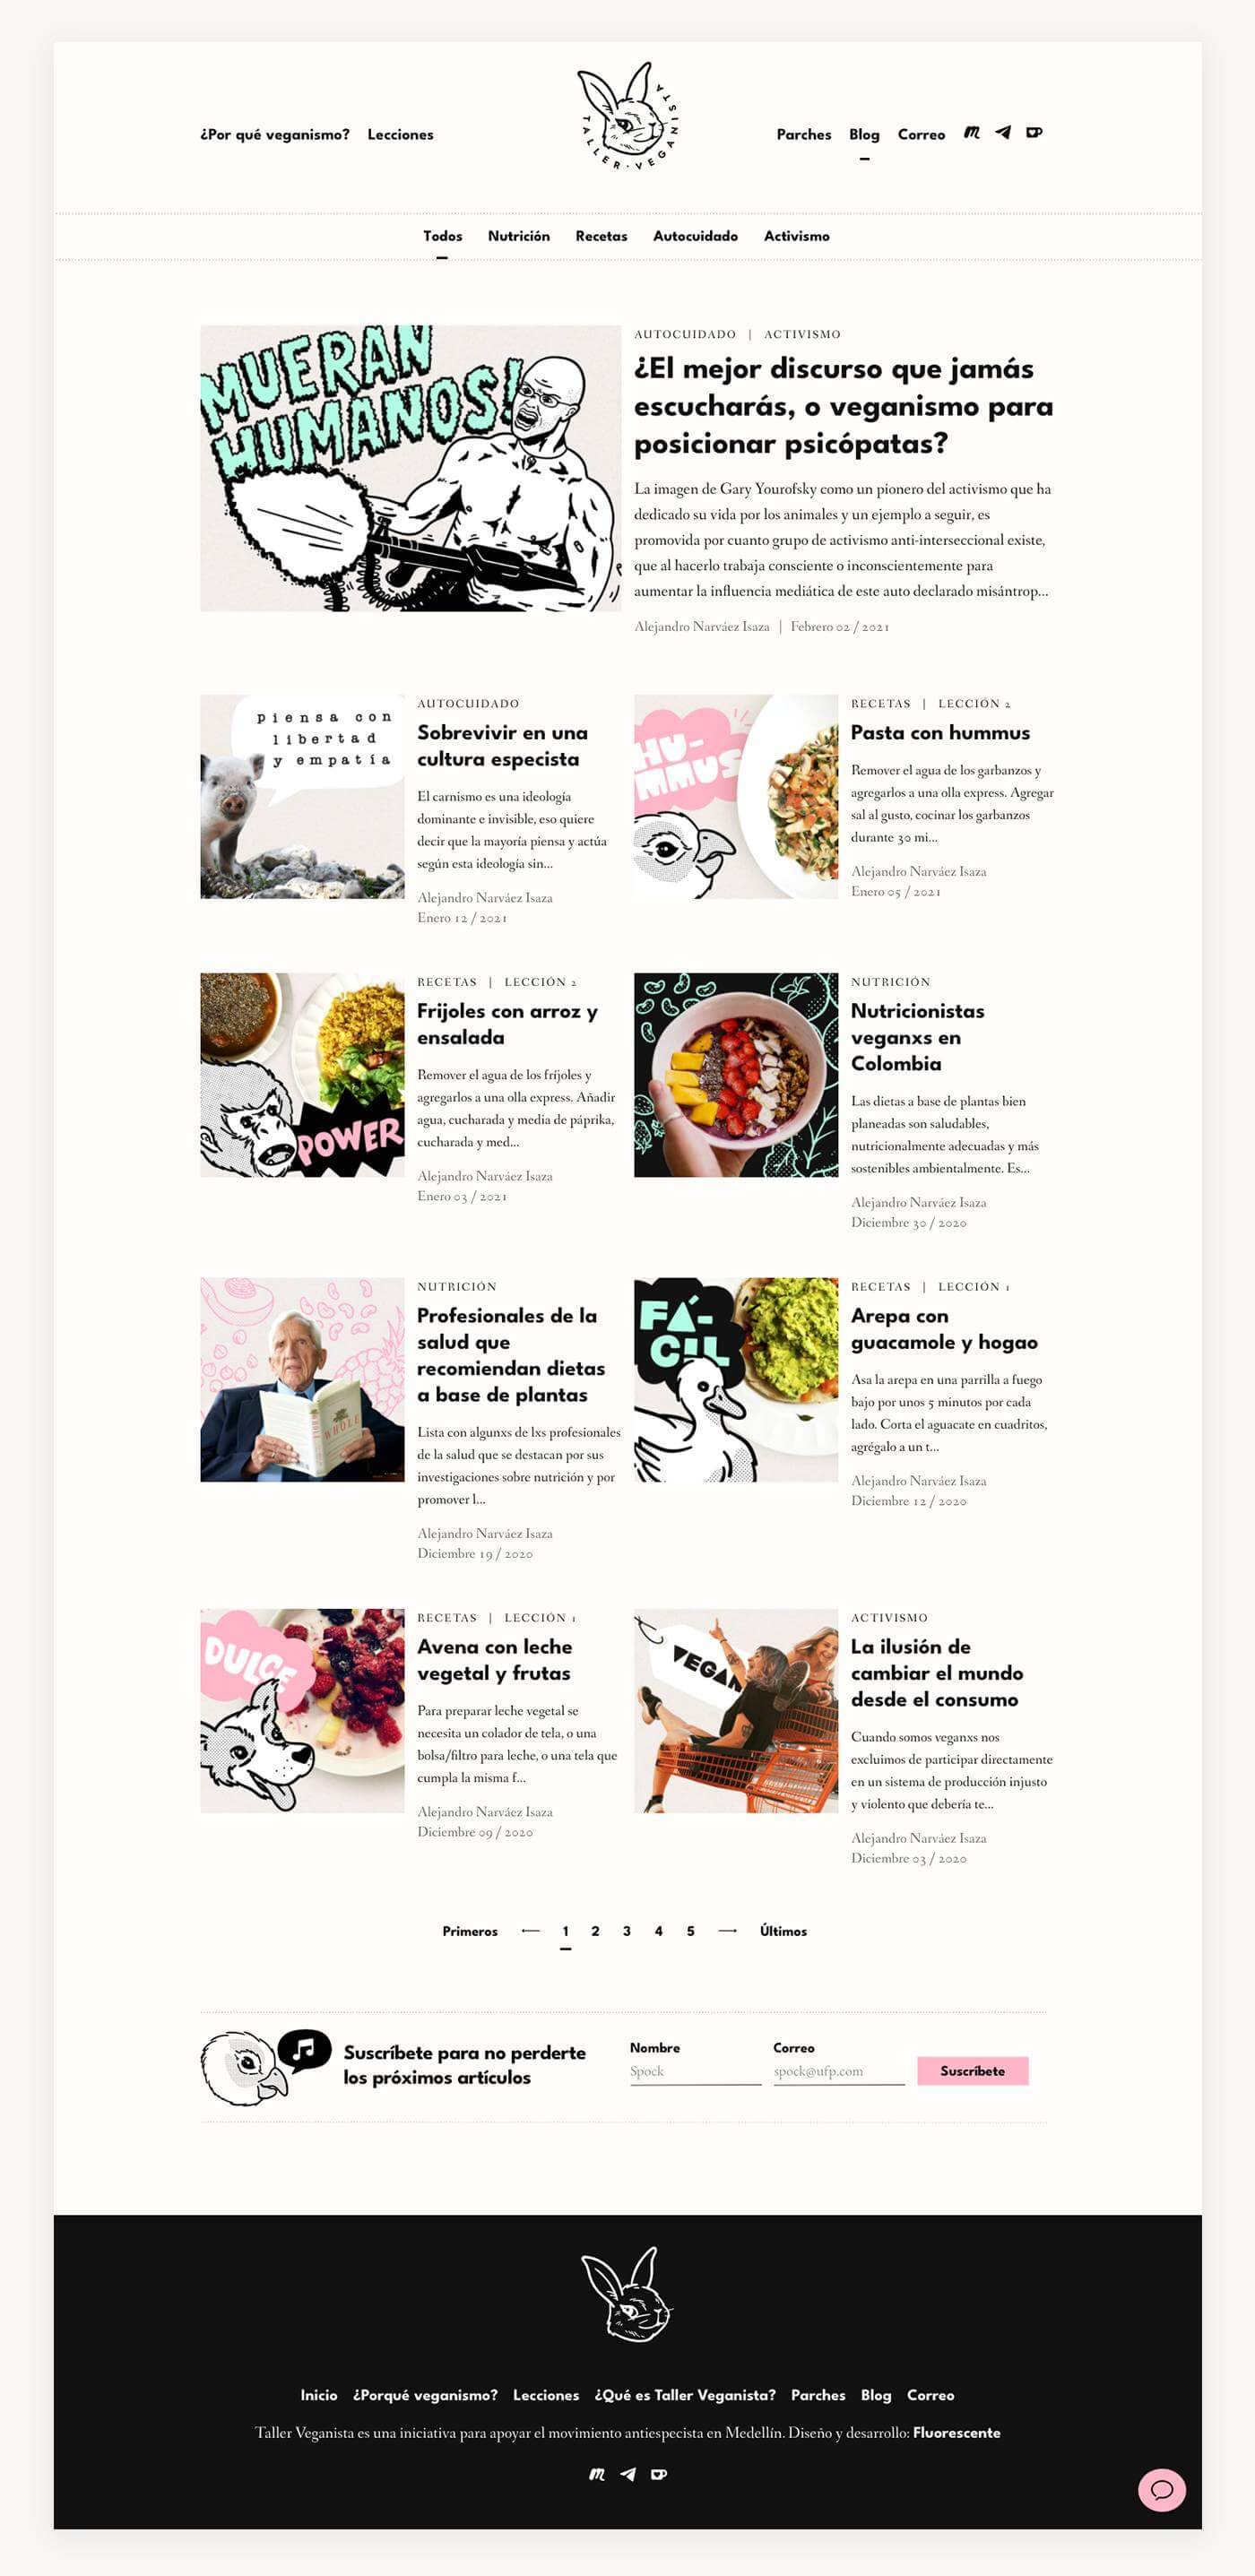 ¿Por qué veganismo? Lecciones
TALLER · VEGANISTA
Parches Blog Correo
Todos Nutrición Recetas Autocuidado Activismo
MUERAN
HUMANOS!
AUTOCUIDADO | ACTIVISMO
¿El mejor discurso que jamás
escucharás, o veganismo para
posicionar psicópatas?
La imagen de Gary Yourofsky como un pionero del activismo que ha
dedicado su vida por los animales y un ejemplo a seguir, es
promovida por cuanto grupo de activismo anti-interseccional existe,
que al hacerlo trabaja consciente o inconscientemente para
aumentar la influencia mediática de este auto declarado misántrop...
Alejandro Narváez Isaza | Febrero 02 / 2021
piensa con
libertad
y empatía
AUTOCUIDADO
Sobrevivir en una
cultura especista
El carnismo es una ideología
dominante e invisible, eso quiere
decir que la mayoría piensa y actúa
según esta ideología sin...
Alejandro Narváez Isaza
Enero 12 / 2021
HU-
MMUS
RECETAS | LECCIÓN 2
Pasta con hummus
Remover el agua de los garbanzos y
agregarlos a una olla express. Agregar
sal al gusto, cocinar los garbanzos
durante 30 mi...
Alejandro Narváez Isaza
Enero 05 / 2021
POWER
RECETAS | LECCIÓN 2
Frijoles con arroz y
ensalada
Remover el agua de los fríjoles y
agregarlos a una olla express. Añadir
agua, cucharada y media de páprika,
cucharada y med...
Alejandro Narváez Isaza
Enero 03 / 2021
NUTRICIÓN
Nutricionistas
veganxs en
Colombia
Las dietas a base de plantas bien
planeadas son saludables,
nutricionalmente adecuadas y más
sostenibles ambientalmente. Es...
Alejandro Narváez Isaza
Diciembre 30 / 2020
WHOLE
NUTRICIÓN
Profesionales de la
salud que
recomiendan dietas
a base de plantas
Lista con algunxs de lxs profesionales
de la salud que se destacan por sus
investigaciones sobre nutrición y por
promover l...
Alejandro Narváez Isaza
Diciembre 19 / 2020
FÁ-
CIL
RECETAS | LECCIÓN 1
Arepa con
guacamole y hogao
Asa la arepa en una parrilla a fuego
bajo por unos 5 minutos por cada
lado. Corta el aguacate en cuadritos,
agrégalo a un t...
Alejandro Narváez Isaza
Diciembre 12 / 2020
DULCE
RECETAS | LECCIÓN 1
Avena con leche
vegetal y frutas
Para preparar leche vegetal se
necesita un colador de tela, o una
bolsa/filtro para leche, o una tela que
cumpla la misma f...
Alejandro Narváez Isaza
Diciembre 09 / 2020
VEGAN
ACTIVISMO
La ilusión de
cambiar el mundo
desde el consumo
Cuando somos veganxs nos
excluimos de participar directamente
en un sistema de producción injusto
y violento que debería te...
Alejandro Narváez Isaza
Diciembre 03 / 2020
Primeros ← 1 2 3 4 5 → Últimos
Suscríbete para no perderte
los próximos artículos
Nombre
Spock
Correo
spock@ufp.com
Suscríbete
Inicio ¿Porqué veganismo? Lecciones ¿Qué es Taller Veganista? Parches Blog Correo
Taller Veganista es una iniciativa para apoyar el movimiento antiespecista en Medellín. Diseño y desarrollo: Fluorescente